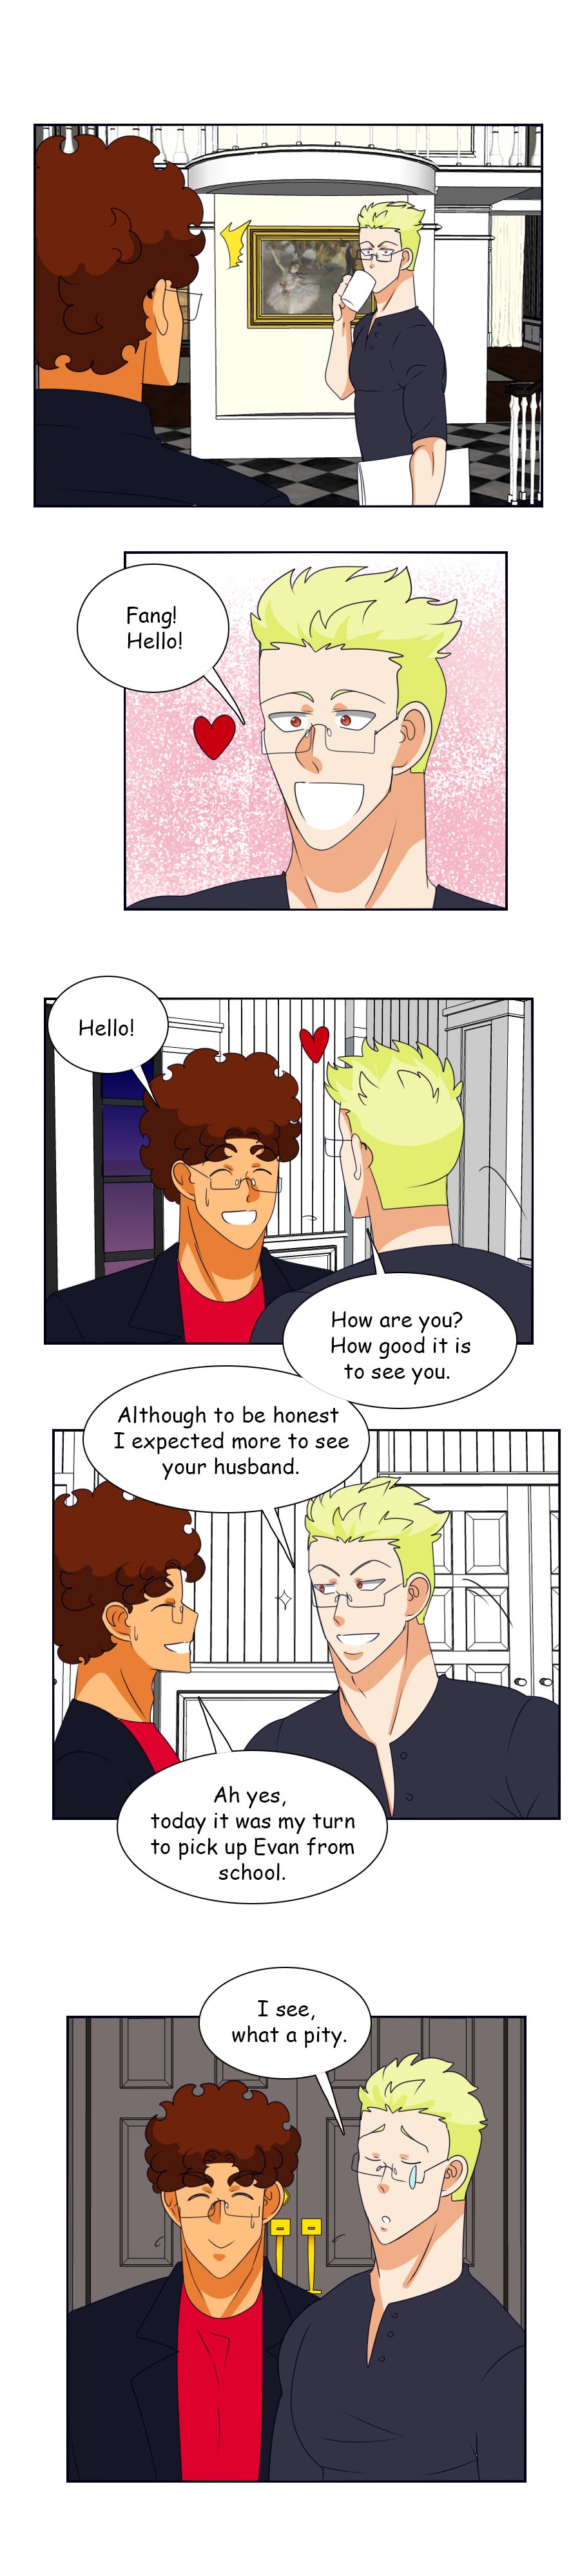 Fang!
Hello!
Hello!
How are you?
How good it is
to see you.
Although to be honest
I expected more to see
your husband.
Ah yes,
today it was my turn
to pick up Evan from
school.
I see,
what a pity.